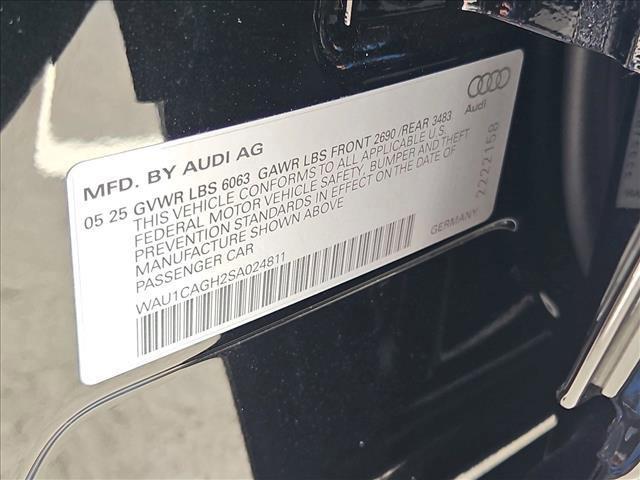 Audi
MFD. BY AUDI AG
05 25 GVWR LBS 6063 GAWR LBS FRONT 2690 /REAR 3483
THIS VEHICLE CONFORMS TO ALL APPLICABLE U.S.
FEDERAL MOTOR VEHICLE SAFETY, BUMPER AND THEFT
PREVENTION STANDARDS IN EFFECT ON THE DATE OF
MANUFACTURE SHOWN ABOVE
PASSENGER CAR
WAU1CAGH2SA024811
GERMANY
2222158